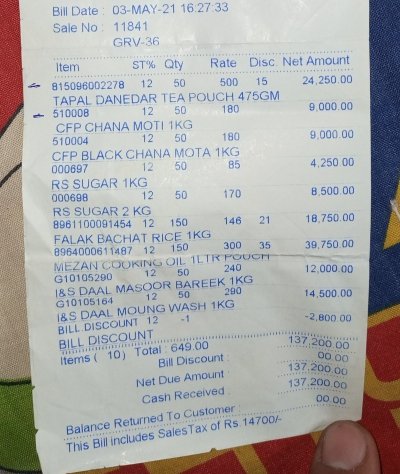 Bill Date : 03-MAY-21 16:27:33
Sale No : 11841
GRV-36
Item ST% Qty Rate Disc. Net Amount
815096002278 12 50 500 15 24,250.00
TAPAL DANEDAR TEA POUCH 475GM
510008 12 50 180 9,000.00
CFP CHANA MOTI 1KG
510004 12 50 180 9,000.00
CFP BLACK CHANA MOTA 1KG
000697 12 50 85 4,250.00
RS SUGAR 1KG
000698 12 50 170 8,500.00
RS SUGAR 2 KG
8961100091454 12 150 146 21 18,750.00
FALAK BACHAT RICE 1KG
8964000611487 12 150 300 35 39,750.00
MEZAN COOKING OIL 1LTR POUCH
G10105290 12 50 240 12,000.00
I&S DAAL MASOOR BAREEK 1KG
G10105164 12 50 290 14,500.00
I&S DAAL MOUNG WASH 1KG
BILL.DISCOUNT 12 -1 -2,800.00
BILL DISCOUNT
Items ( 10) Total : 649.00 137,200.00
Bill Discount : 00.00
Net Due Amount : 137,200.00
Cash Received : 137,200.00
Balance Returned To Customer : 00.00
This Bill includes SalesTax of Rs.14700/-